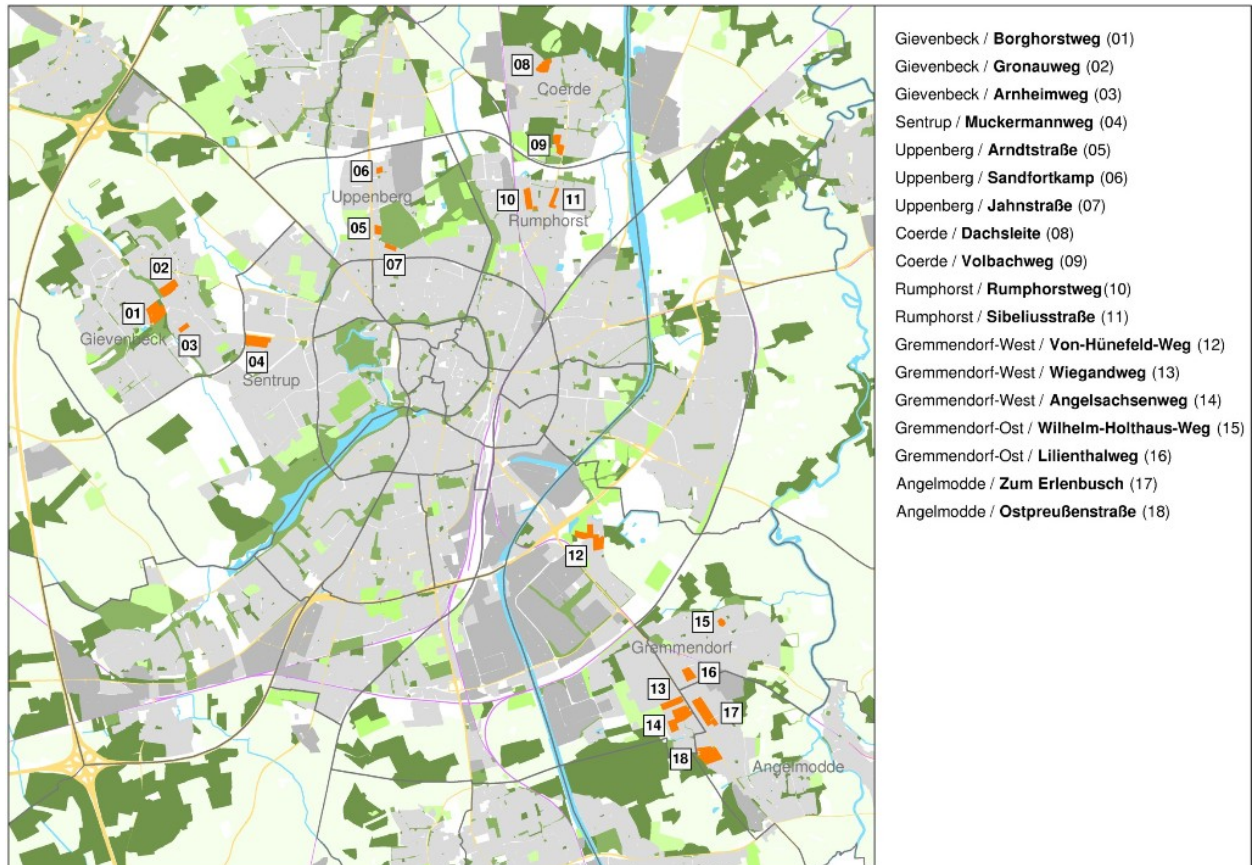 08
Coerde
09
06
Uppenberg
10
11
Rumphorst
05
07
02
01
03
Gievenbeck
04
Sentrup
12
15
Gremmendorf
16
13
17
14
18
Angelmodde
Gievenbeck / Borghorstweg (01)
Gievenbeck / Gronauweg (02)
Gievenbeck / Arnheimweg (03)
Sentrup / Muckermannweg (04)
Uppenberg / Arndtstraße (05)
Uppenberg / Sandfortkamp (06)
Uppenberg / Jahnstraße (07)
Coerde / Dachsleite (08)
Coerde / Volbachweg (09)
Rumphorst / Rumphorstweg(10)
Rumphorst / Sibeliusstraße (11)
Gremmendorf-West / Von-Hünefeld-Weg (12)
Gremmendorf-West / Wiegandweg (13)
Gremmendorf-West / Angelsachsenweg (14)
Gremmendorf-Ost / Wilhelm-Holthaus-Weg (15)
Gremmendorf-Ost / Lilienthalweg (16)
Angelmodde / Zum Erlenbusch (17)
Angelmodde / Ostpreußenstraße (18)